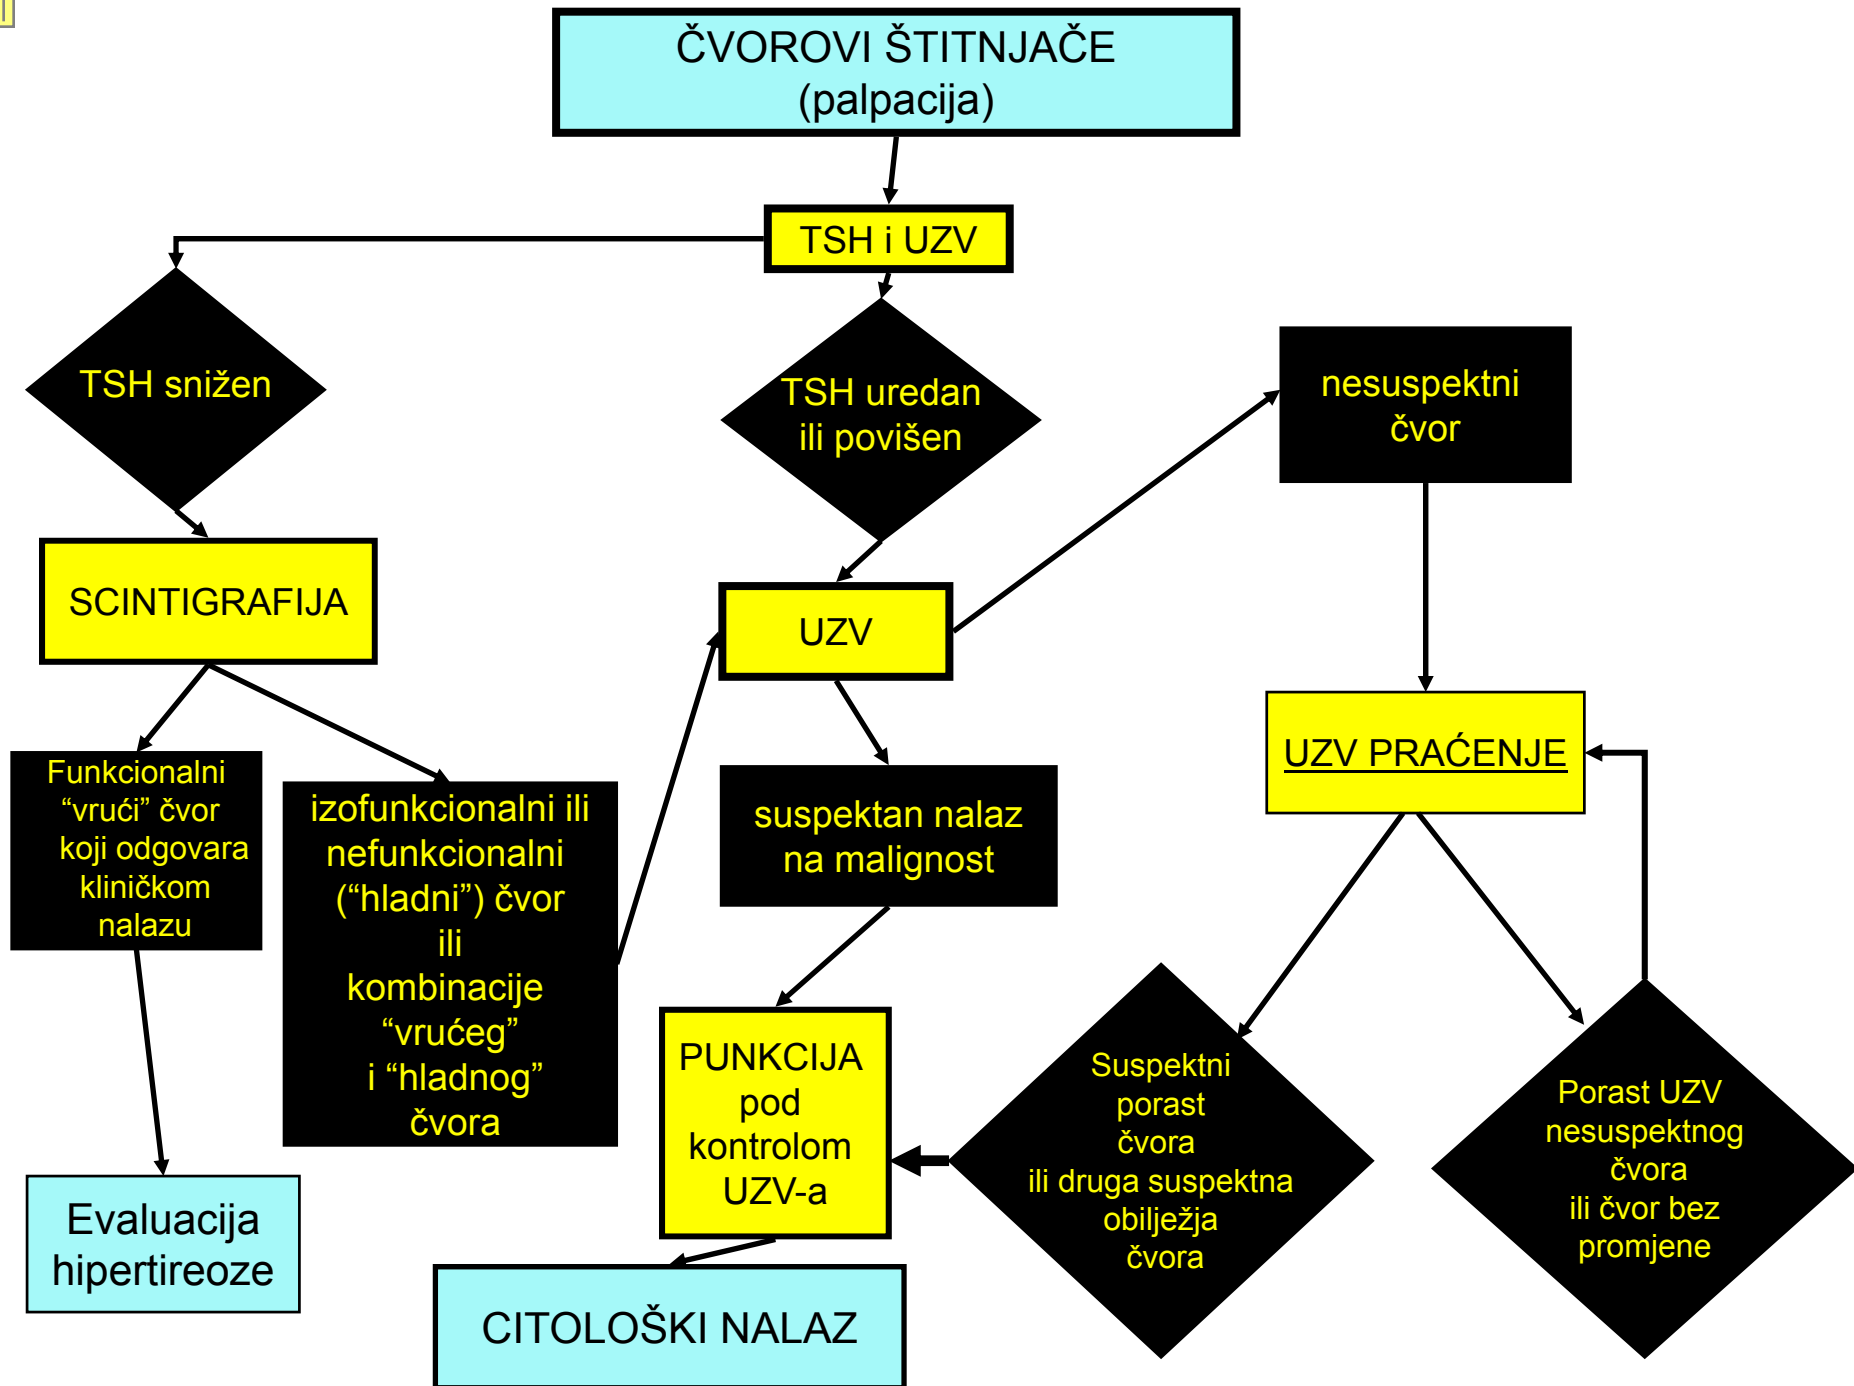 ČVOROVI ŠTITNJAČE
(palpacija)
TSH i UZV
TSH snižen
TSH uredan
ili povišen
nesuspektni
čvor
SCINTIGRAFIJA
UZV
UZV PRAĆENJE
Funkcionalni
“vrući” čvor
koji odgovara
kliničkom
nalazu
izofunkcionalni ili
nefunkcionalni
(“hladni”) čvor
ili
kombinacije
“vrućeg”
i “hladnog”
čvora
suspektan nalaz
na malignost
PUNKCIJA
pod
kontrolom
UZV-a
Suspektni
porast
čvora
ili druga suspektna
obilježja
čvora
Porast UZV
nesuspektnog
čvora
ili čvor bez
promjene
Evaluacija
hipertireoze
CITOLOŠKI NALAZ